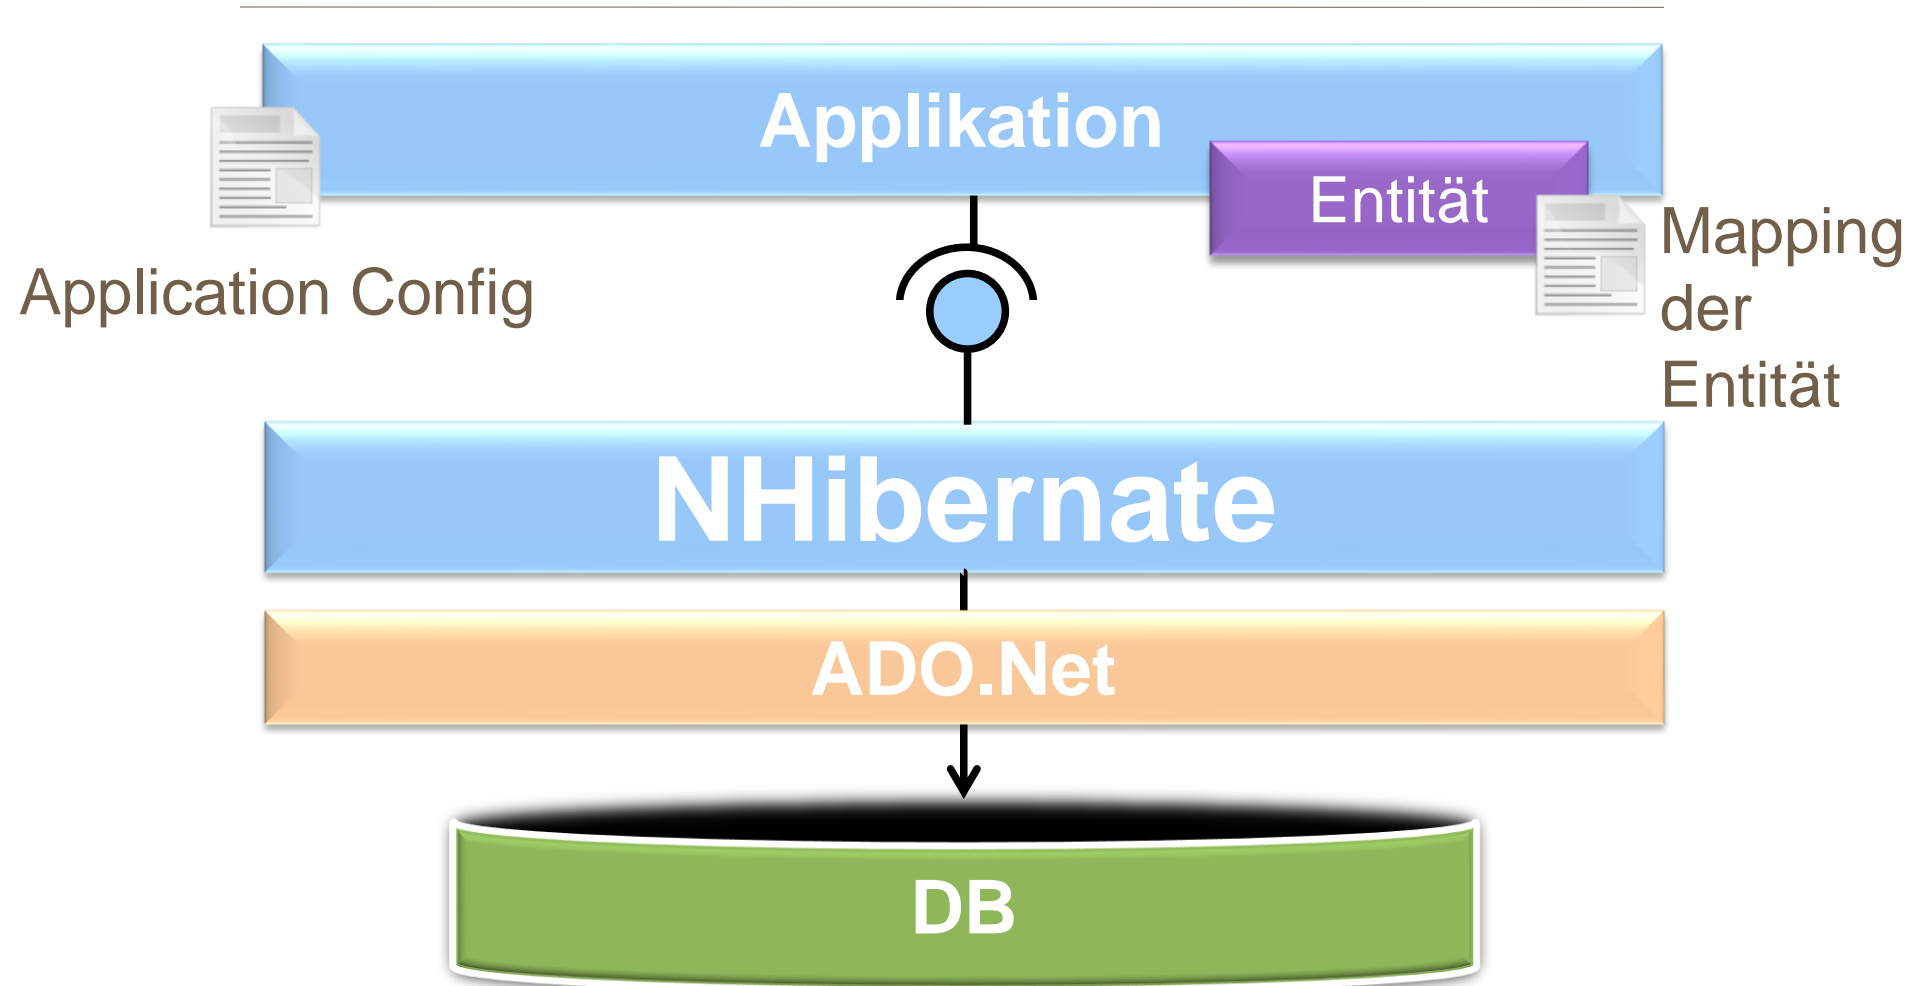 Applikation
Entität
Application Config
Mapping
der
Entität
NHibernate
ADO.Net
DB